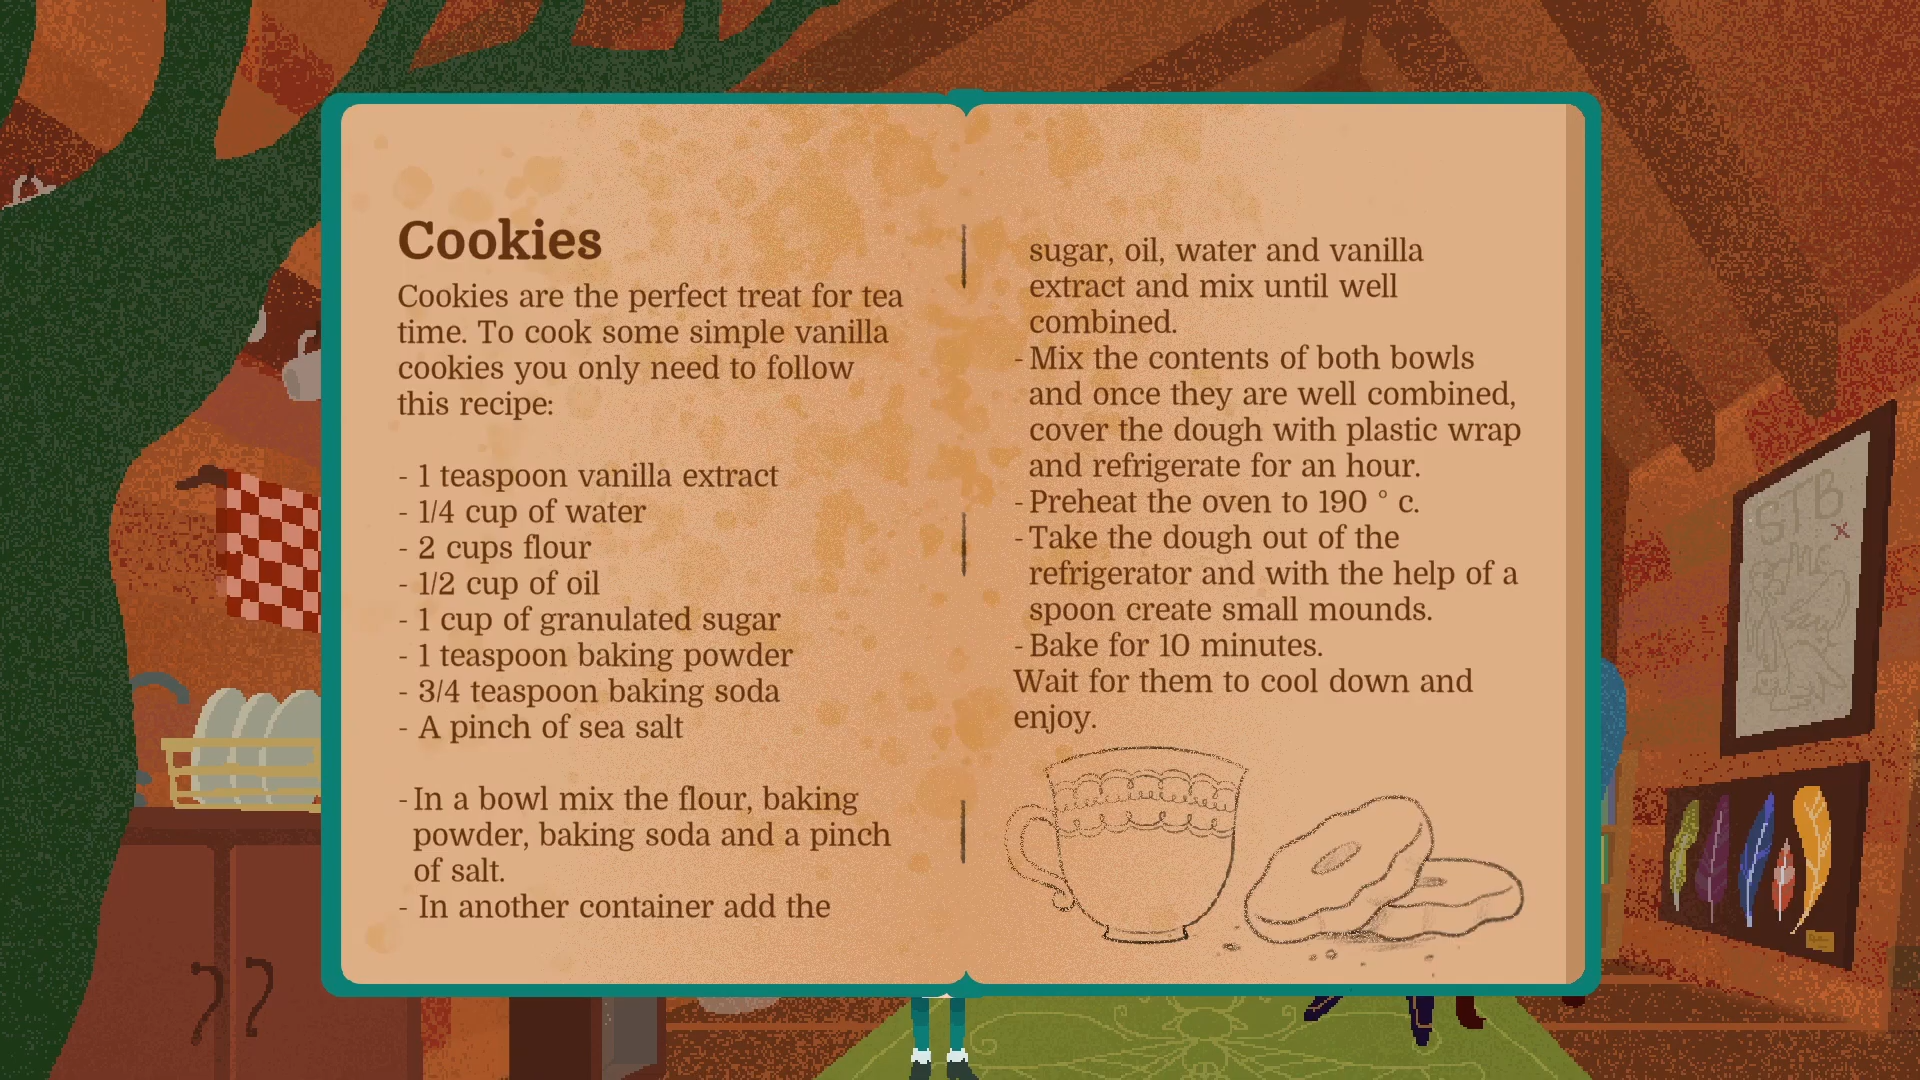 Cookies
Cookies are the perfect treat for tea
time. To cook some simple vanilla
cookies you only need to follow
this recipe:
- 1 teaspoon vanilla extract
- 1/4 cup of water
- 2 cups flour
- 1/2 cup of oil
- 1 cup of granulated sugar
- 1 teaspoon baking powder
- 3/4 teaspoon baking soda
- A pinch of sea salt
- In a bowl mix the flour, baking
powder, baking soda and a pinch
of salt.
- In another container add the
sugar, oil, water and vanilla
extract and mix until well
combined.
- Mix the contents of both bowls
and once they are well combined,
cover the dough with plastic wrap
and refrigerate for an hour.
- Preheat the oven to 190 ° c.
- Take the dough out of the
refrigerator and with the help of a
spoon create small mounds.
- Bake for 10 minutes.
Wait for them to cool down and
enjoy.
STB